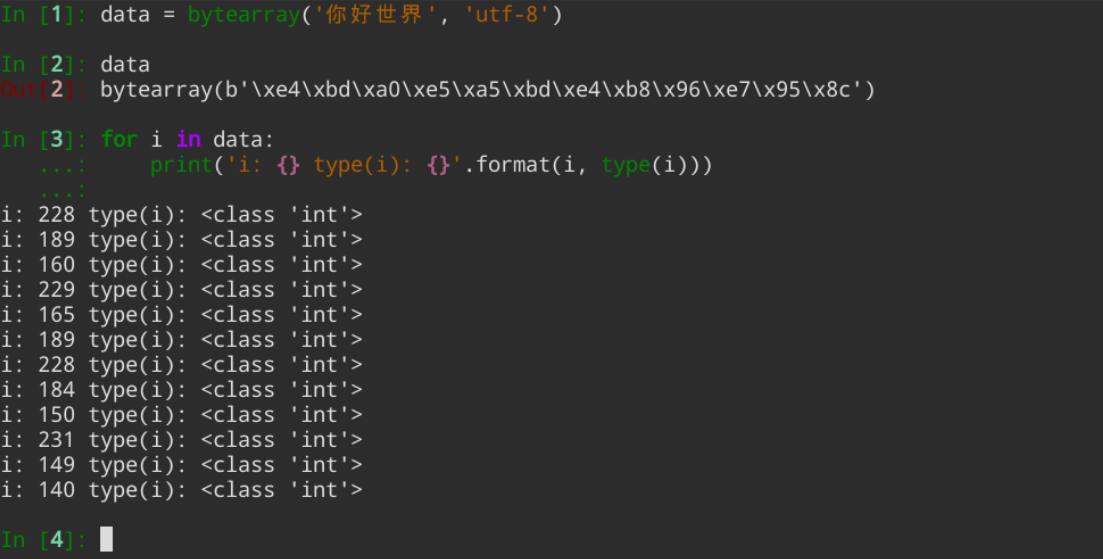 In [1]: data = bytearray('你好世界', 'utf-8')
In [2]: data
Out[2]: bytearray(b'\xe4\xbd\xa0\xe5\xa5\xbd\xe4\xb8\x96\xe7\x95\x8c')
In [3]: for i in data:
   ...:     print('i: {} type(i): {}'.format(i, type(i)))
   ...:
i: 228 type(i): <class 'int'>
i: 189 type(i): <class 'int'>
i: 160 type(i): <class 'int'>
i: 229 type(i): <class 'int'>
i: 165 type(i): <class 'int'>
i: 189 type(i): <class 'int'>
i: 228 type(i): <class 'int'>
i: 184 type(i): <class 'int'>
i: 150 type(i): <class 'int'>
i: 231 type(i): <class 'int'>
i: 149 type(i): <class 'int'>
i: 140 type(i): <class 'int'>
In [4]: